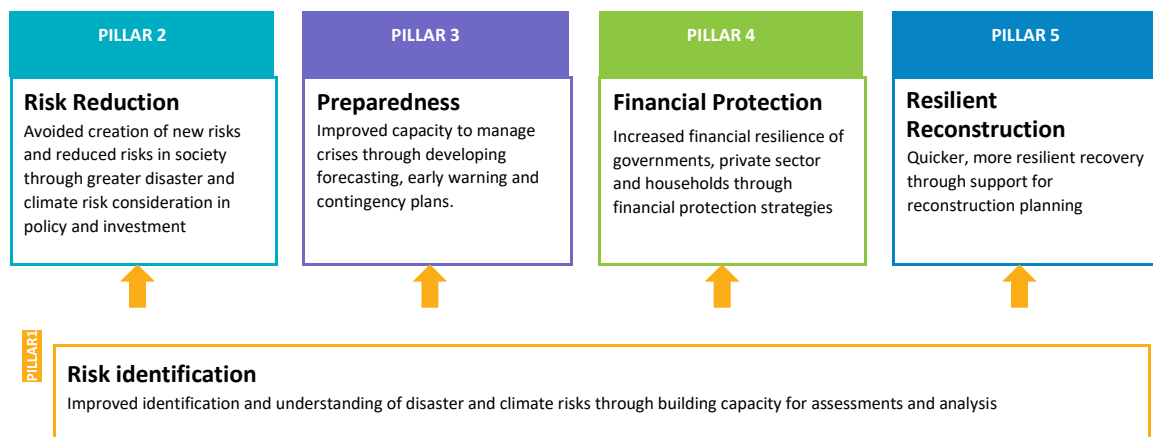 PILLAR 2
Risk Reduction
Avoided creation of new risks
and reduced risks in society
through greater disaster and
climate risk consideration in
policy and investment
PILLAR 3
Preparedness
Improved capacity to manage
crises through developing
forecasting, early warning and
contingency plans.
PILLAR 4
Financial Protection
Increased financial resilience of
governments, private sector
and households through
financial protection strategies
PILLAR 5
Resilient
Reconstruction
Quicker, more resilient recovery
through support for
reconstruction planning
PILLAR1
Risk identification
Improved identification and understanding of disaster and climate risks through building capacity for assessments and analysis